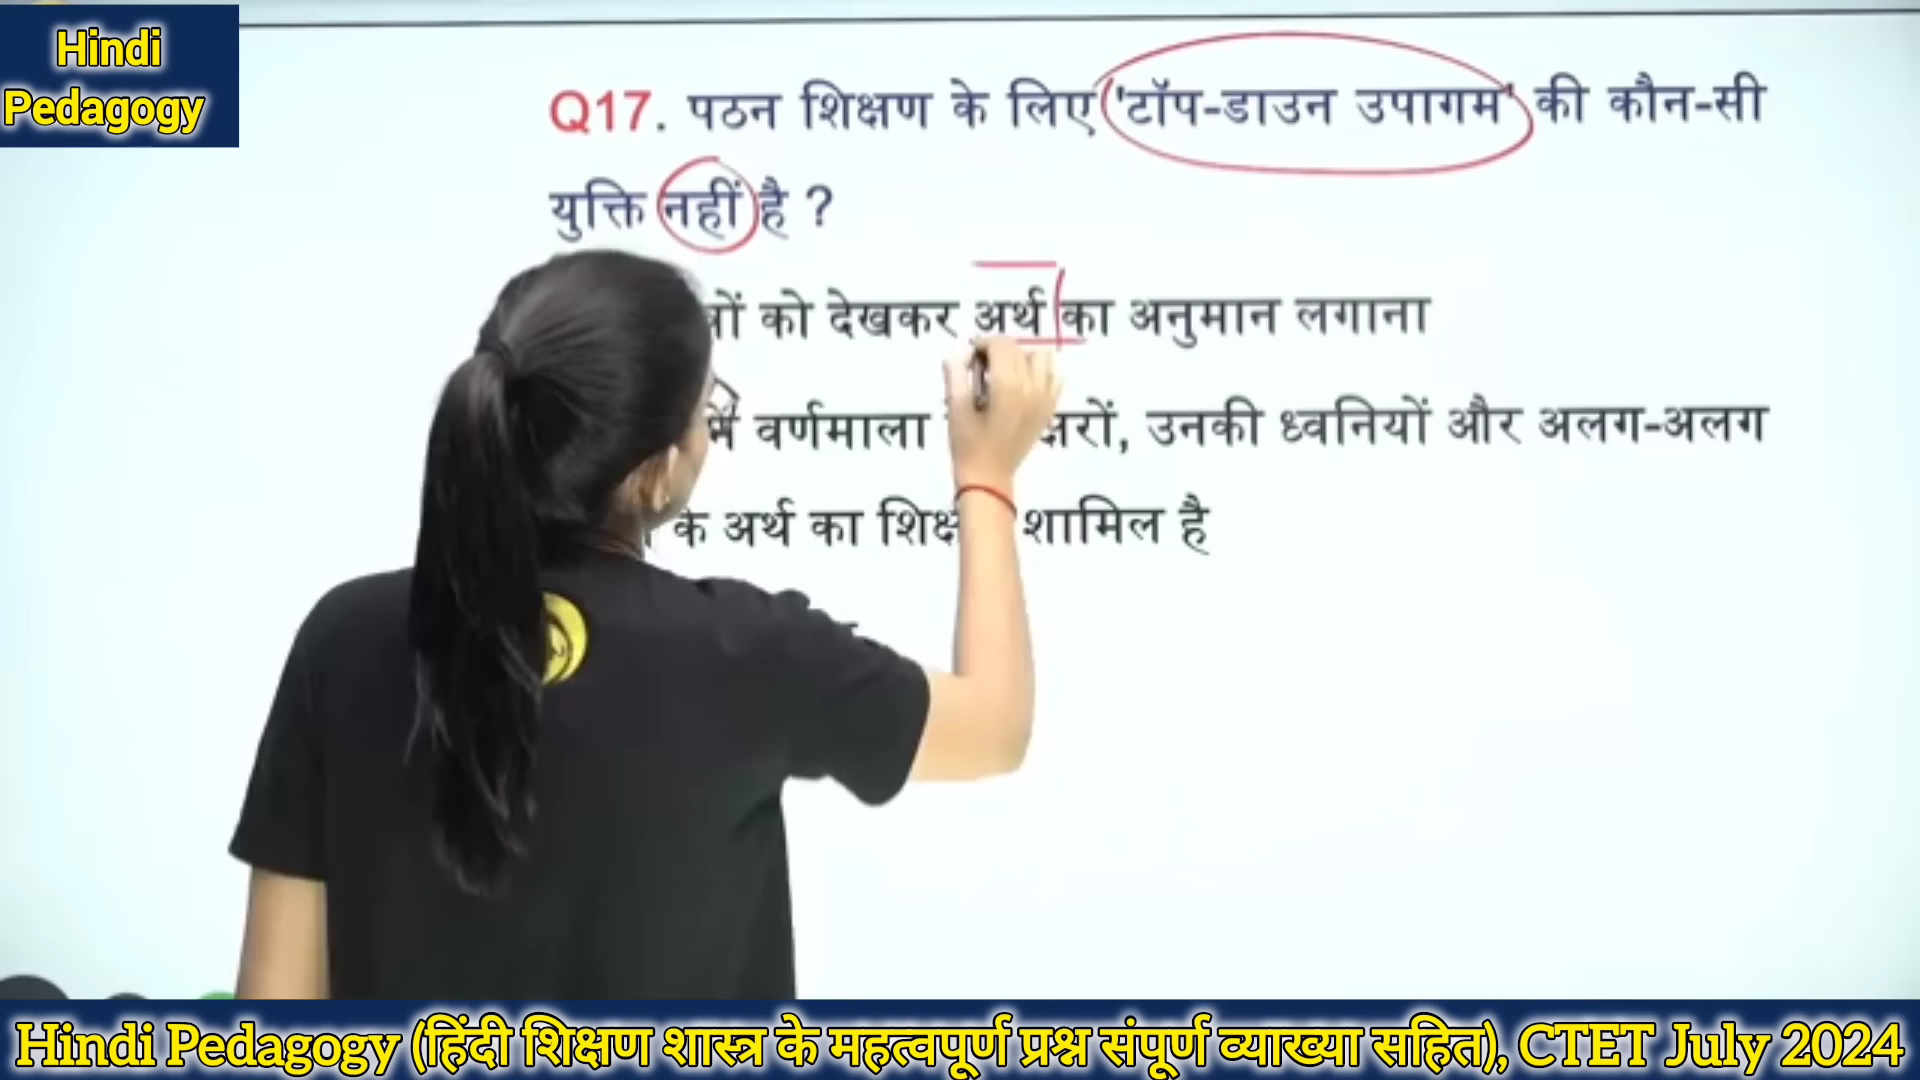 Hindi
Pedagogy
Q17. पठन शिक्षण के लिए 'टॉप-डाउन उपागम' की कौन-सी
युक्ति नहीं है ?
को देखकर अर्थ का अनुमान लगाना
में वर्णमाला उनकी ध्वनियों और अलग-अलग
के अर्थ का शामिल है
Hindi Pedagogy (हिंदी शिक्षण शास्त्र के महत्वपूर्ण प्रश्न संपूर्ण व्याख्या सहित), CTET July 2024